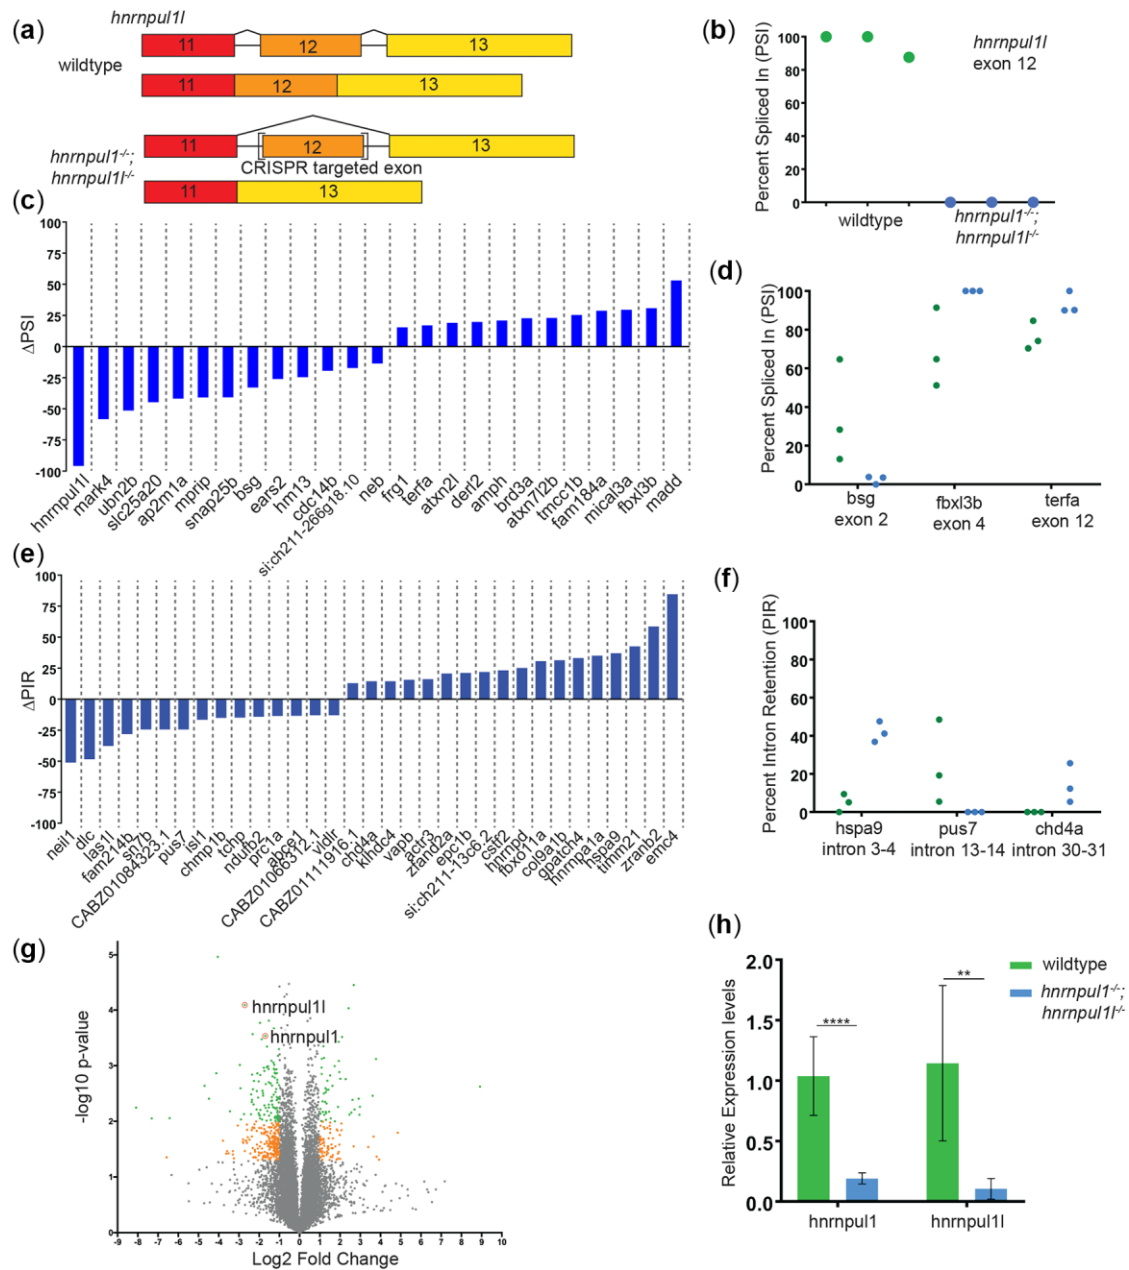 (a)
hnrnpul1l
wildtype
11
12
13
11
12
13
hnrnpul1-/-;
hnrnpul1l-/-
11
12
13
CRISPR targeted exon
11
13
(b)
Percent Spliced In (PSI)
100
80
60
40
20
0
hnrnpul1l
exon 12
wildtype
hnrnpul1-/-;
hnrnpul1l-/-
(c)
ΔPSI
100
75
50
25
0
-25
-50
-75
-100
hnrnpul1l
mark4
ubn2b
slc25a20
ap2m1a
mprip
snap25b
bsg
ears2
hm13
cdc14b
si:ch211-266g18.10
neb
frg1
terfa
atxn2l
derl2
amph
brd3a
atxn7l2b
tmcc1b
fam184a
mical3a
fbxl3b
madd
(d)
Percent Spliced In (PSI)
100
80
60
40
20
0
bsg
exon 2
fbxl3b
exon 4
terfa
exon 12
(e)
ΔPIR
100
75
50
25
0
-25
-50
-75
-100
neil1
dlc
las1l
fam214b
sn7b
CABZ01084323.1
pus7
isl1
chmp1b
tchp
ndufb2
prc1a
abce1
CABZ01066312.1
vldlr
CABZ01111916.1
chd4a
klhdc4
vapb
actr3
zfand2a
epc1b
si:ch211-13c6.2
csrf2
hnrnpd
fbxo11a
col9a1b
gpatch4
hnrnpa1a
hspa9
timm21
zranb2
emc4
(f)
Percent Intron Retention (PIR)
100
80
60
40
20
0
hspa9
intron 3-4
pus7
intron 13-14
chd4a
intron 30-31
(g)
-log10 p-value
5
4
3
2
1
0
hnrnpul1l
hnrnpul1
-9 -8 -7 -6 -5 -4 -3 -2 -1 0 1 2 3 4 5 6 7 8 9 10
Log2 Fold Change
(h)
Relative Expression levels
2.0
1.5
1.0
0.5
0.0
****
**
wildtype
hnrnpul1-/-;
hnrnpul1l-/-
hnrnpul1
hnrnpul1l